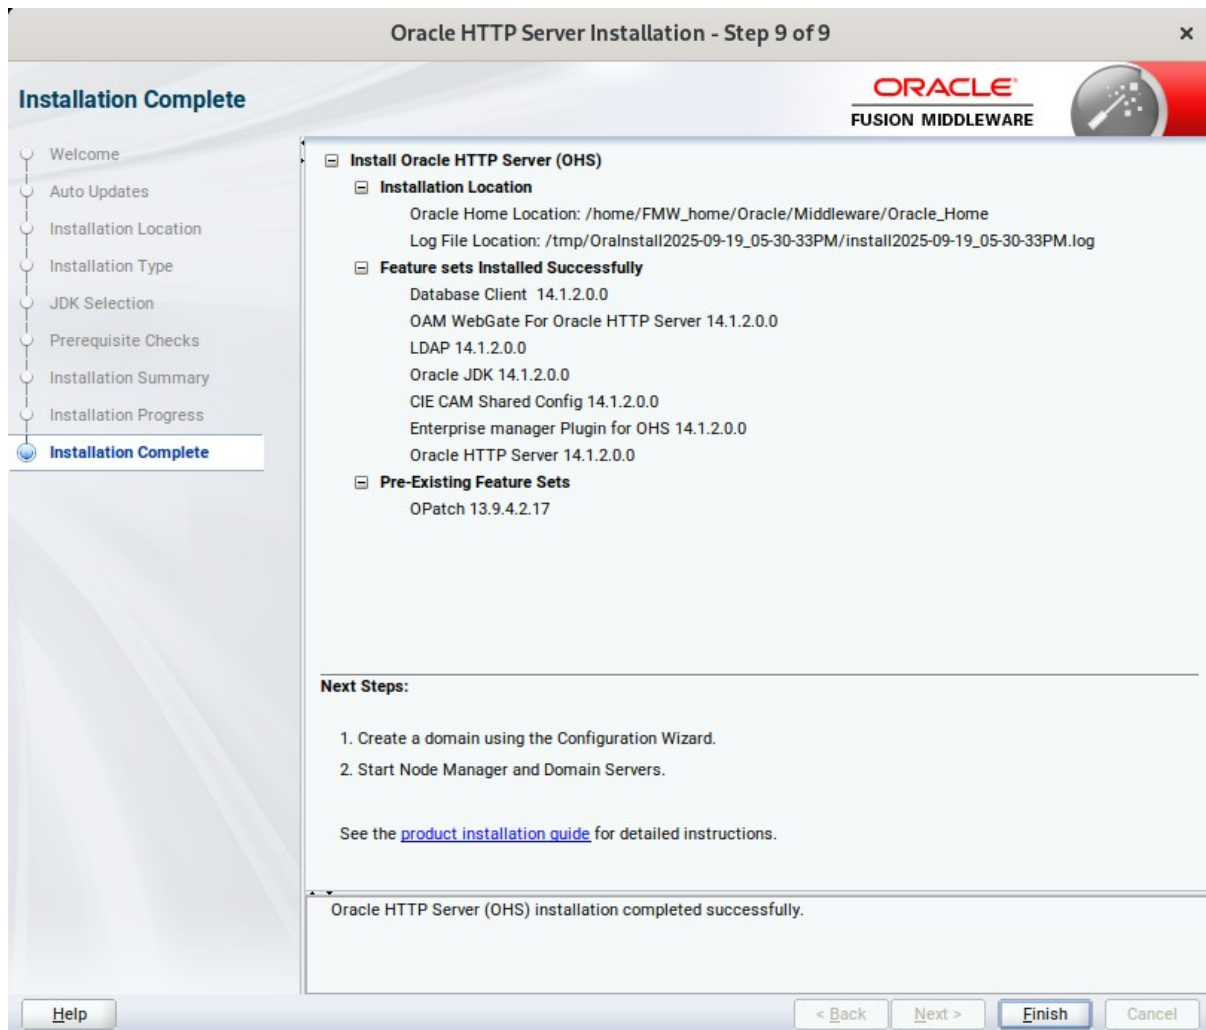 Oracle HTTP Server Installation - Step 9 of 9
Installation Complete
ORACLE
FUSION MIDDLEWARE
Welcome
Auto Updates
Installation Location
Installation Type
JDK Selection
Prerequisite Checks
Installation Summary
Installation Progress
Installation Complete
Install Oracle HTTP Server (OHS)
Installation Location
Oracle Home Location: /home/FMW_home/Oracle/Middleware/Oracle_Home
Log File Location: /tmp/OraInstall2025-09-19_05-30-33PM/install2025-09-19_05-30-33PM.log
Feature sets Installed Successfully
Database Client  14.1.2.0.0
OAM WebGate For Oracle HTTP Server 14.1.2.0.0
LDAP 14.1.2.0.0
Oracle JDK 14.1.2.0.0
CIE CAM Shared Config 14.1.2.0.0
Enterprise manager Plugin for OHS 14.1.2.0.0
Oracle HTTP Server 14.1.2.0.0
Pre-Existing Feature Sets
OPatch 13.9.4.2.17
Next Steps:
1. Create a domain using the Configuration Wizard.
2. Start Node Manager and Domain Servers.
See the product installation guide for detailed instructions.
Oracle HTTP Server (OHS) installation completed successfully.
Help
< Back
Next >
Finish
Cancel